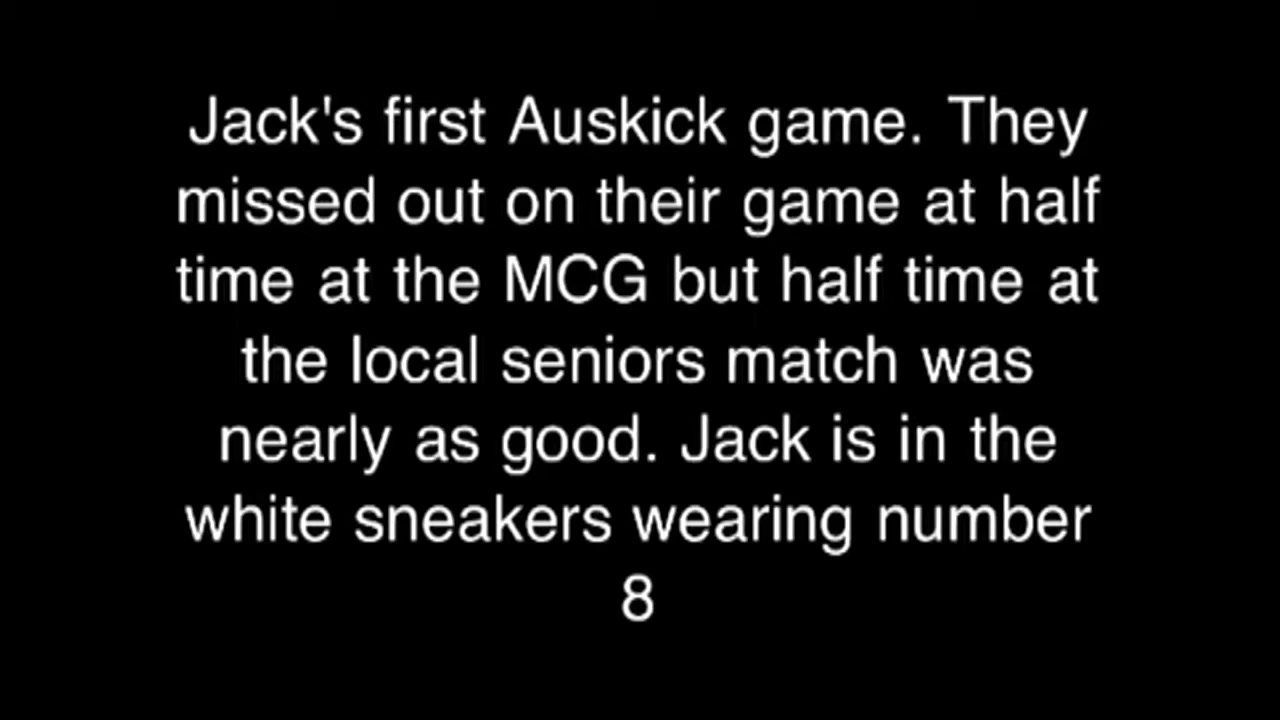 Jack's first Auskick game. They
missed out on their game at half
time at the MCG but half time at
the local seniors match was
nearly as good. Jack is in the
white sneakers wearing number
8